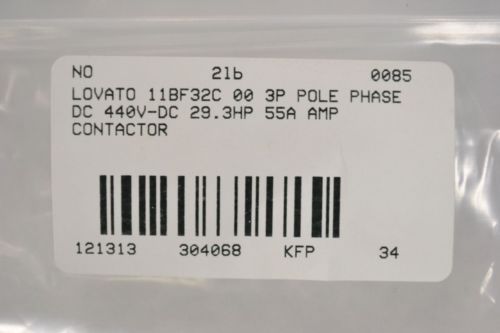 NO 2lb 0085
LOVATO 11BF32C 00 3P POLE PHASE
DC 440V-DC 29.3HP 55A AMP
CONTACTOR
121313 304068 KFP 34